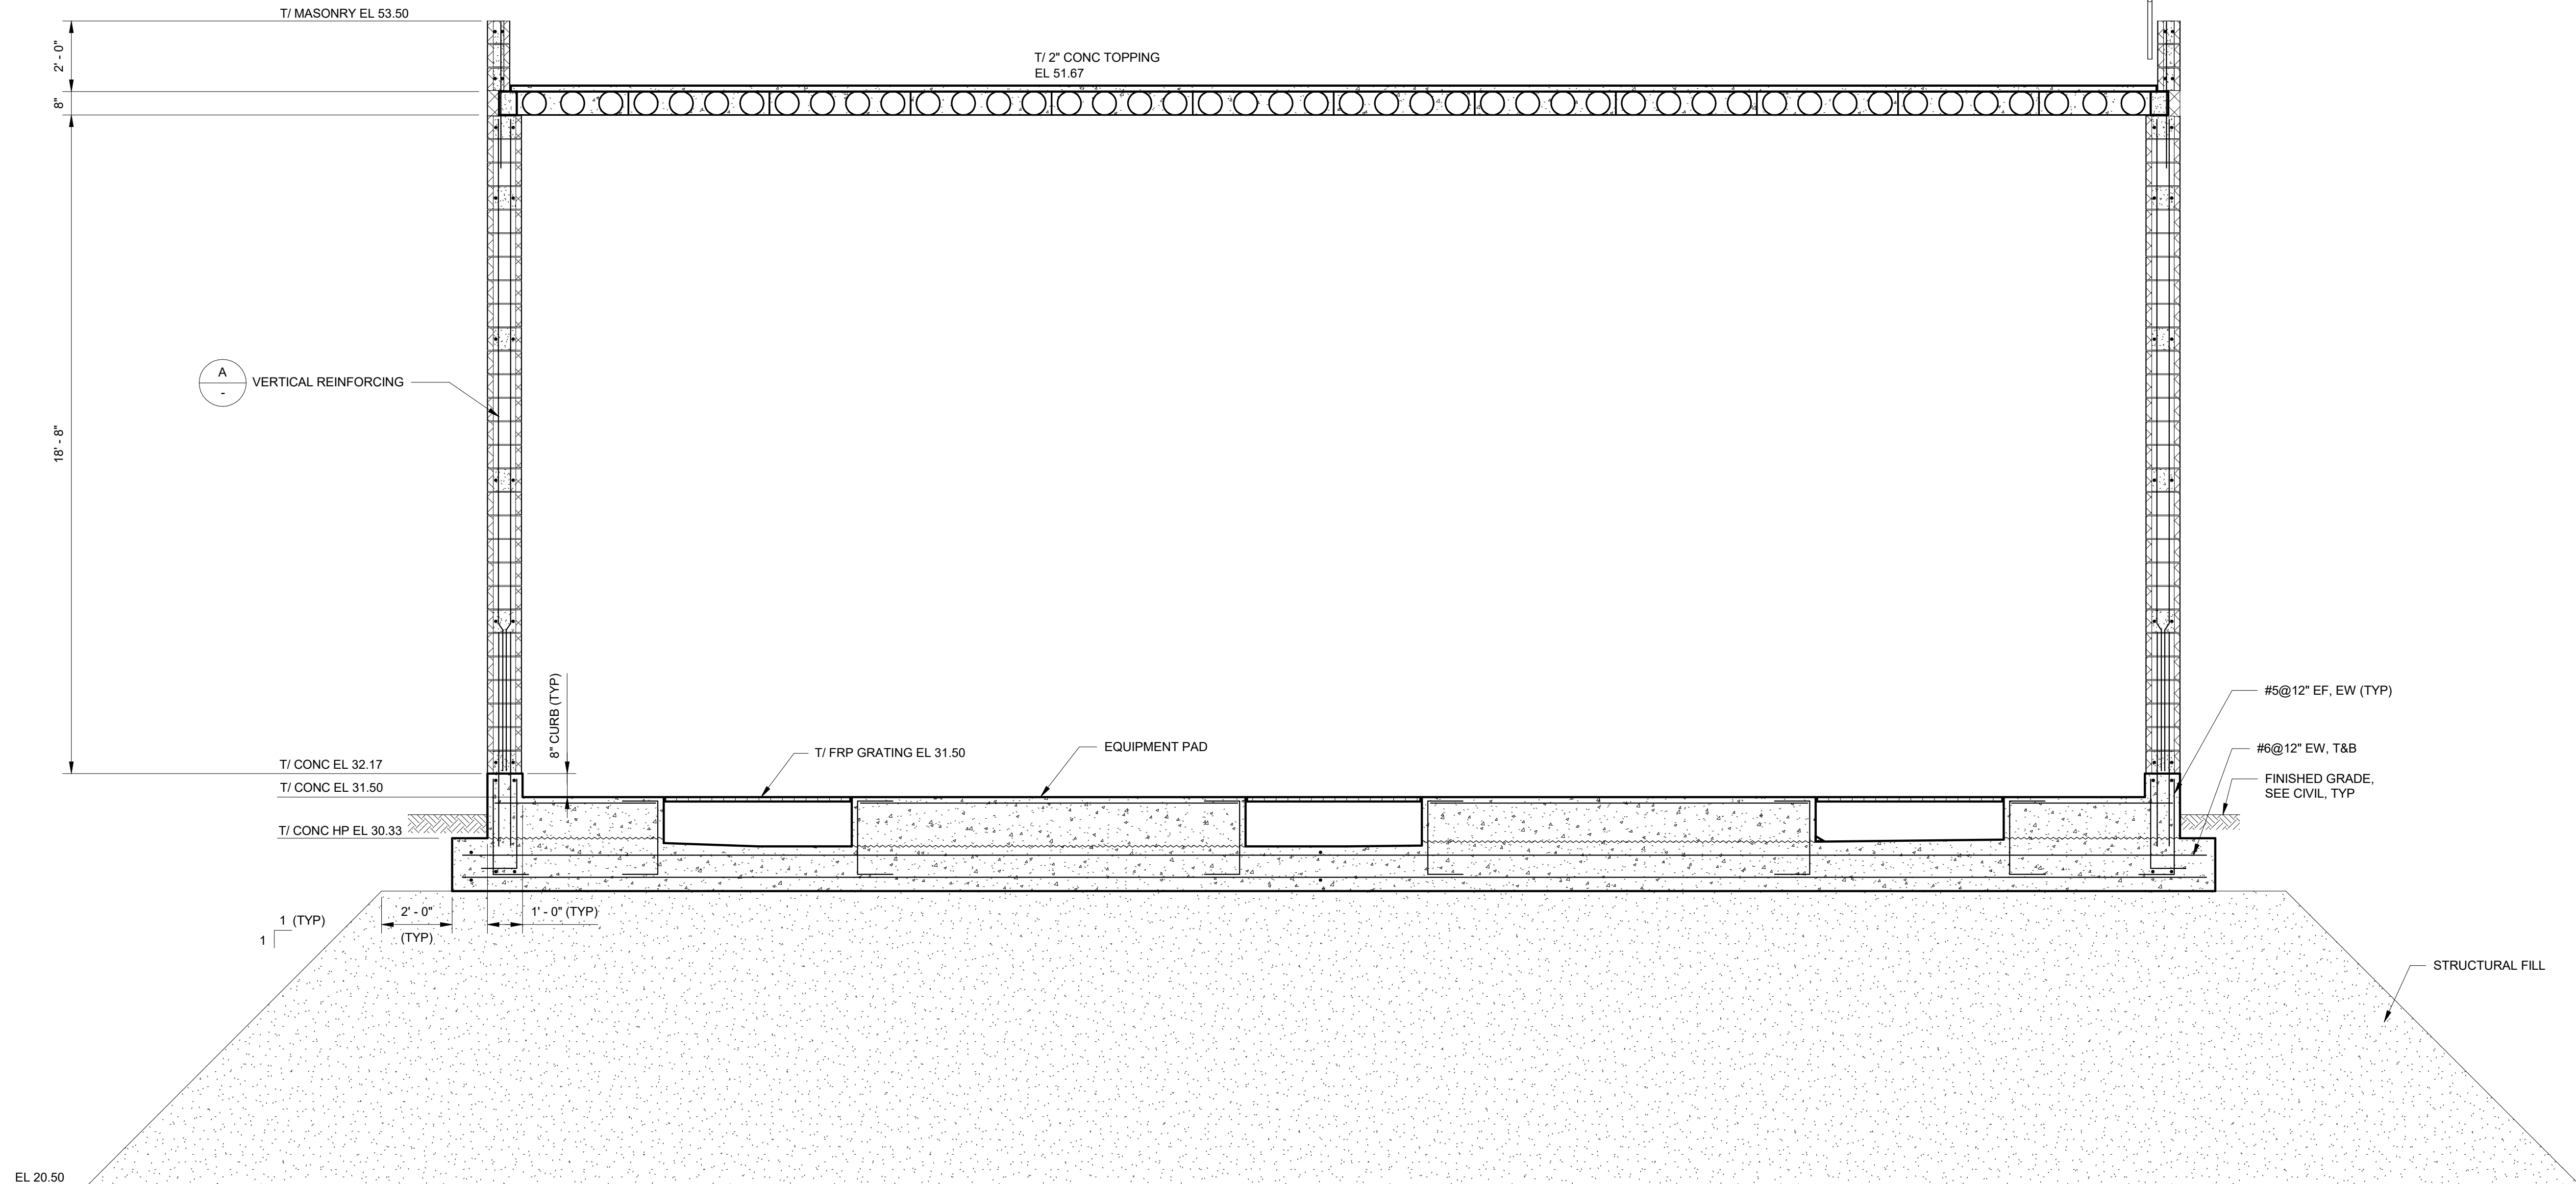 T/ MASONRY EL 53.50
2' - 0"
8"
T/ 2" CONC TOPPING
EL 51.67
A
-
VERTICAL REINFORCING
18' - 8"
8" CURB (TYP)
#5@12" EF, EW (TYP)
T/ FRP GRATING EL 31.50
EQUIPMENT PAD
#6@12" EW, T&B
T/ CONC EL 32.17
T/ CONC EL 31.50
FINISHED GRADE,
SEE CIVIL, TYP
T/ CONC HP EL 30.33
2' - 0"
(TYP)
1' - 0" (TYP)
1 (TYP)
1
STRUCTURAL FILL
EL 20.50